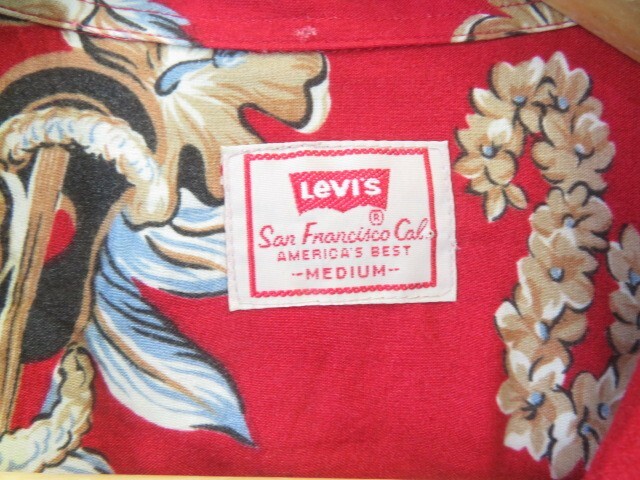 LEVI'S
®
San Francisco Cal.
AMERICA'S BEST
--MEDIUM--